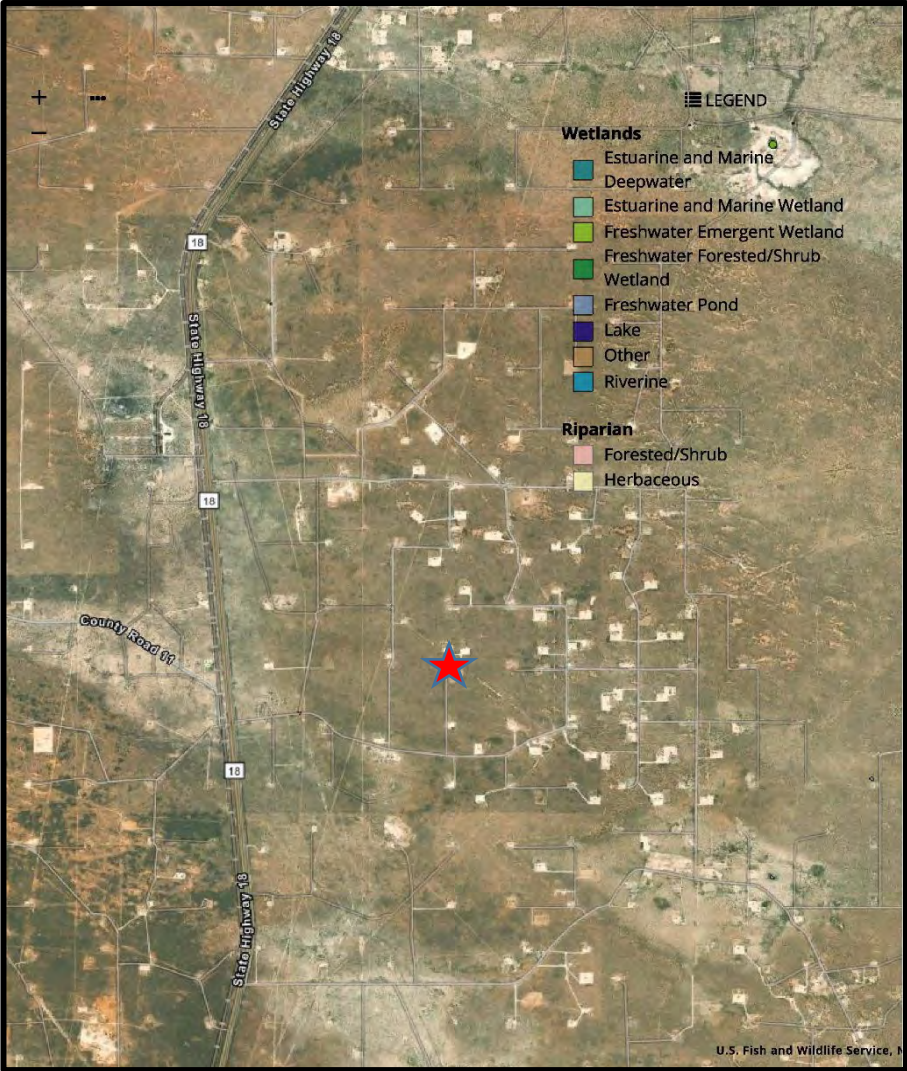 State Highway 18
+
−
LEGEND
Wetlands
Estuarine and Marine
Deepwater
Estuarine and Marine Wetland
Freshwater Emergent Wetland
Freshwater Forested/Shrub
Wetland
Freshwater Pond
Lake
Other
Riverine
Riparian
Forested/Shrub
Herbaceous
18
State Highway 18
18
County Road 11
18
State Highway 18
U.S. Fish and Wildlife Service, N